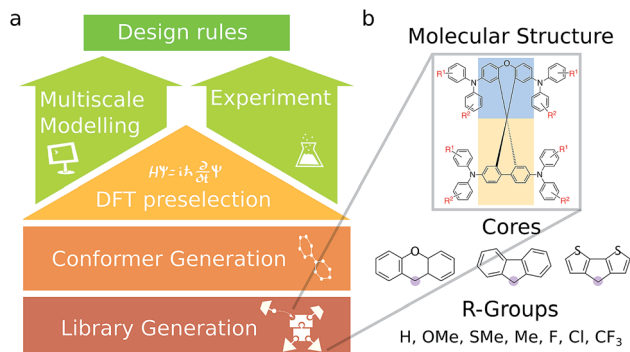 a
Design rules
Multiscale
Modelling
Experiment
HΨ=iħ ∂/∂t Ψ
DFT preselection
Conformer Generation
Library Generation
b
Molecular Structure
O
R¹ R¹
N N
R² R²
R¹ R¹
N N
R² R²
Cores
O S S
R-Groups
H, OMe, SMe, Me, F, Cl, CF₃